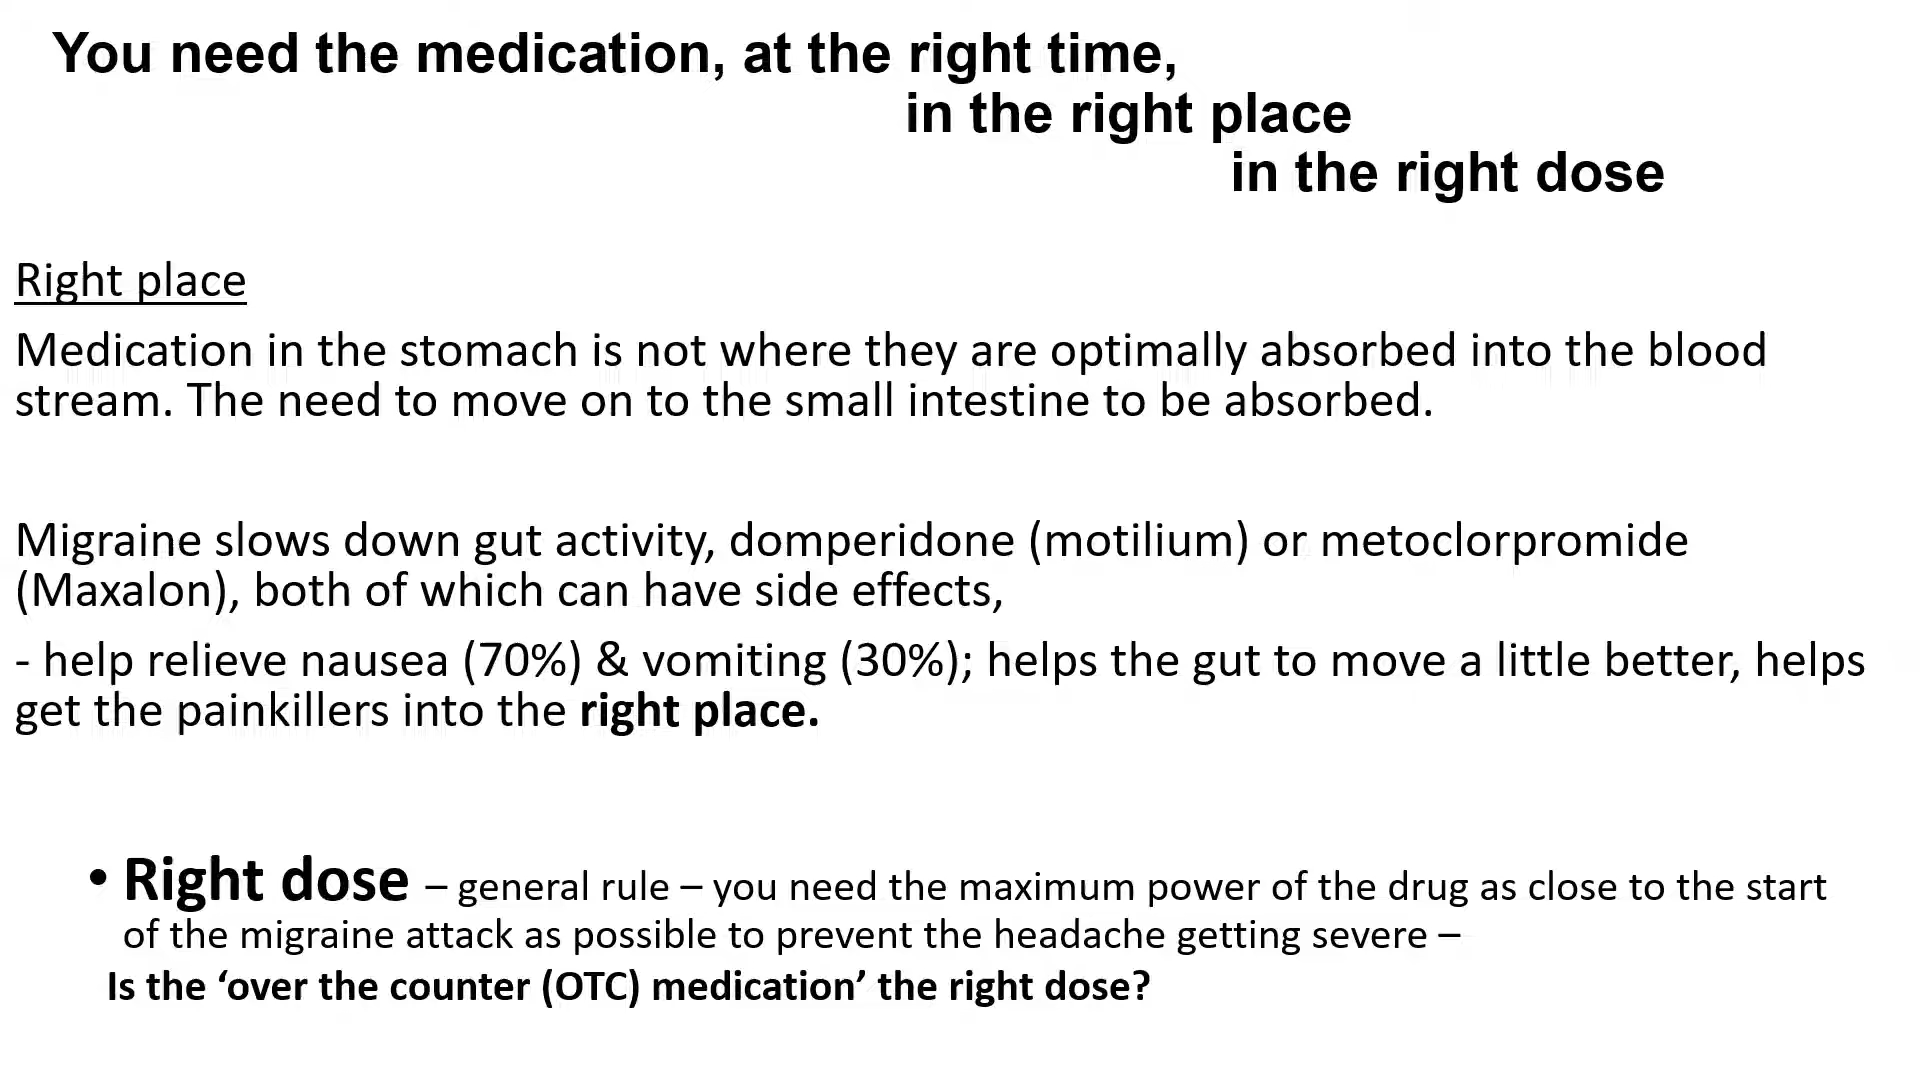 You need the medication, at the right time,
in the right place
in the right dose
Right place
Medication in the stomach is not where they are optimally absorbed into the blood
stream. The need to move on to the small intestine to be absorbed.
Migraine slows down gut activity, domperidone (motilium) or metoclorpromide
(Maxalon), both of which can have side effects,
- help relieve nausea (70%) & vomiting (30%); helps the gut to move a little better, helps
get the painkillers into the right place.
• Right dose – general rule – you need the maximum power of the drug as close to the start
of the migraine attack as possible to prevent the headache getting severe –
Is the ‘over the counter (OTC) medication’ the right dose?